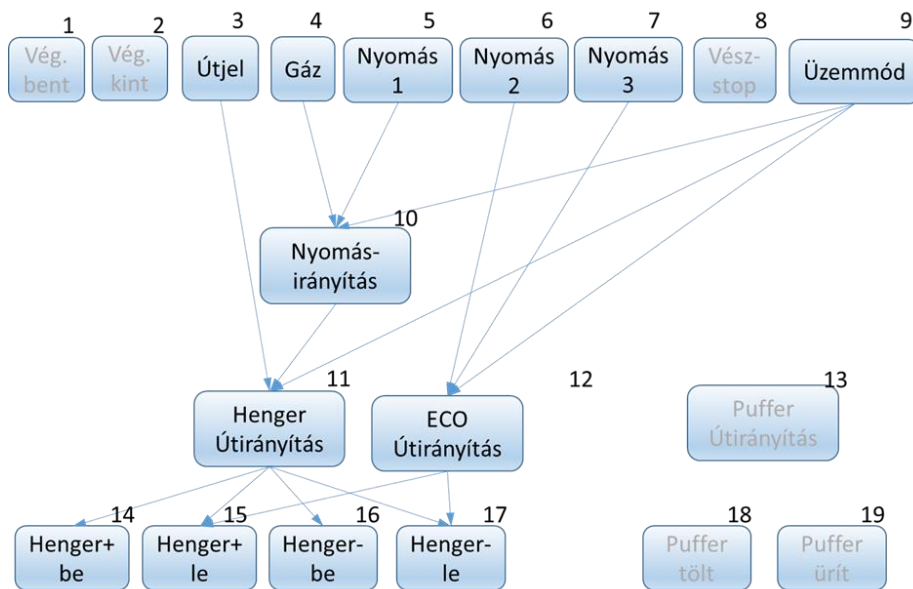 1 2 3 4 5 6 7 8 9
Vég. bent
Vég. kint
Útjel
Gáz
Nyomás 1
Nyomás 2
Nyomás 3
Vész-
stop
Üzemmód
10
Nyomás-
irányítás
11
12
13
Henger
Útirányítás
ECO
Útirányítás
Puffer
Útirányítás
14
15
16
17
18
19
Henger+
be
Henger+
le
Henger-
be
Henger-
le
Puffer
tölt
Puffer
ürít